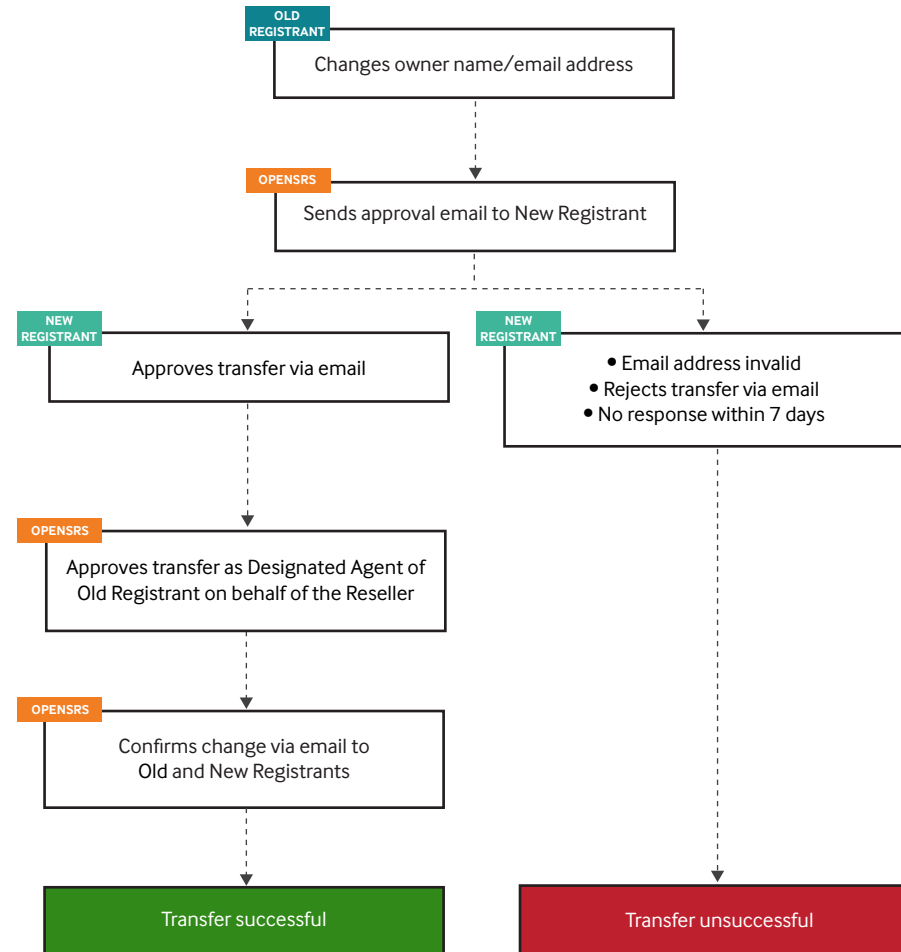 OLD
REGISTRANT
Changes owner name/email address
OPENSRS
Sends approval email to New Registrant
NEW
REGISTRANT
Approves transfer via email
NEW
REGISTRANT
• Email address invalid
• Rejects transfer via email
• No response within 7 days
OPENSRS
Approves transfer as Designated Agent of
Old Registrant on behalf of the Reseller
OPENSRS
Confirms change via email to
Old and New Registrants
Transfer successful
Transfer unsuccessful